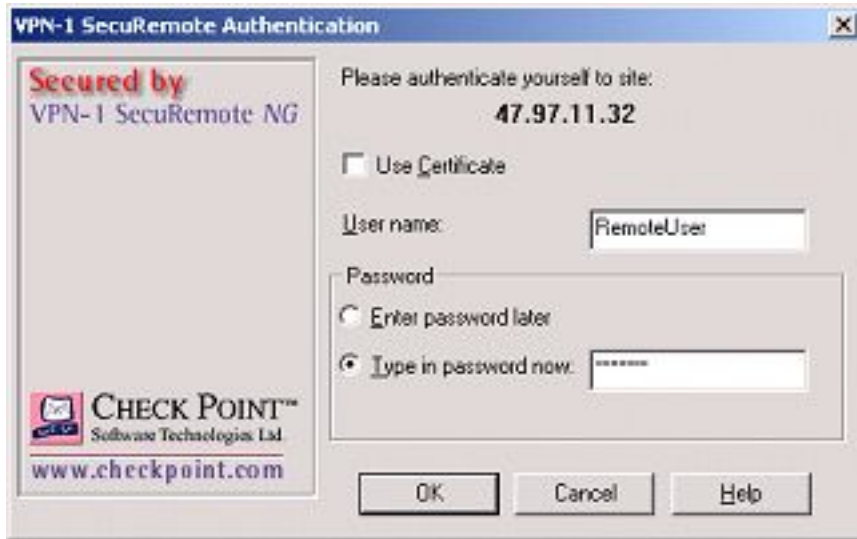 VPN-1 SecuRemote Authentication
Secured by
VPN-1 SecuRemote NG
Please authenticate yourself to site:
47.97.11.32
Use Certificate
User name:
RemoteUser
Password
Enter password later
Type in password now:
CHECK POINT™
Software Technologies Ltd.
www.checkpoint.com
OK
Cancel
Help